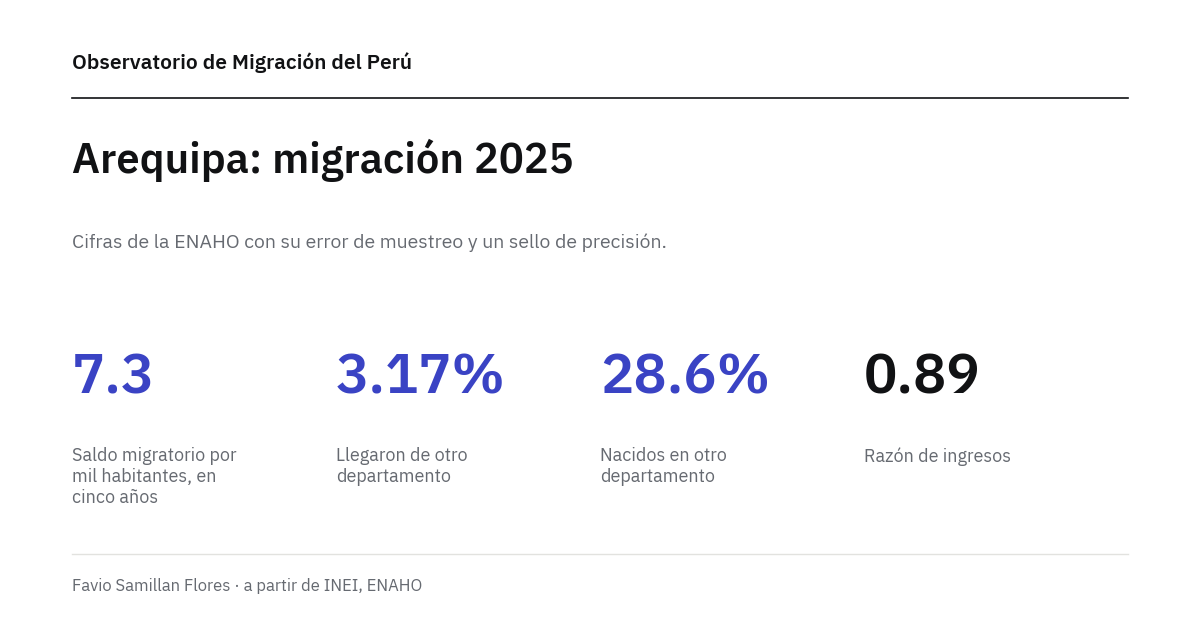 Observatorio de Migración del Perú
Arequipa: migración 2025
Cifras de la ENAHO con su error de muestreo y un sello de precisión.
7.3
Saldo migratorio por
mil habitantes, en
cinco años
3.17%
Llegaron de otro
departamento
28.6%
Nacidos en otro
departamento
0.89
Razón de ingresos
Favio Samillan Flores · a partir de INEI, ENAHO